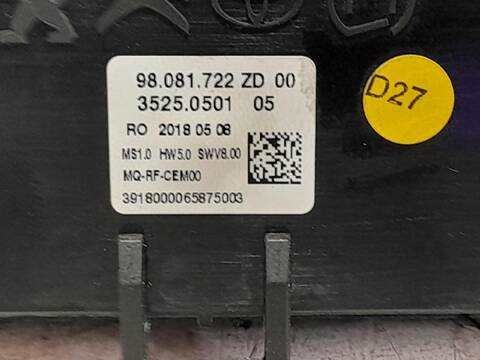 98.081.722 ZD 00
3525.0501 05
RO 2018 05 08
MS1.0 HW5.0 SWV8.00
MQ-RF-CEM00
3918000065875003
D27